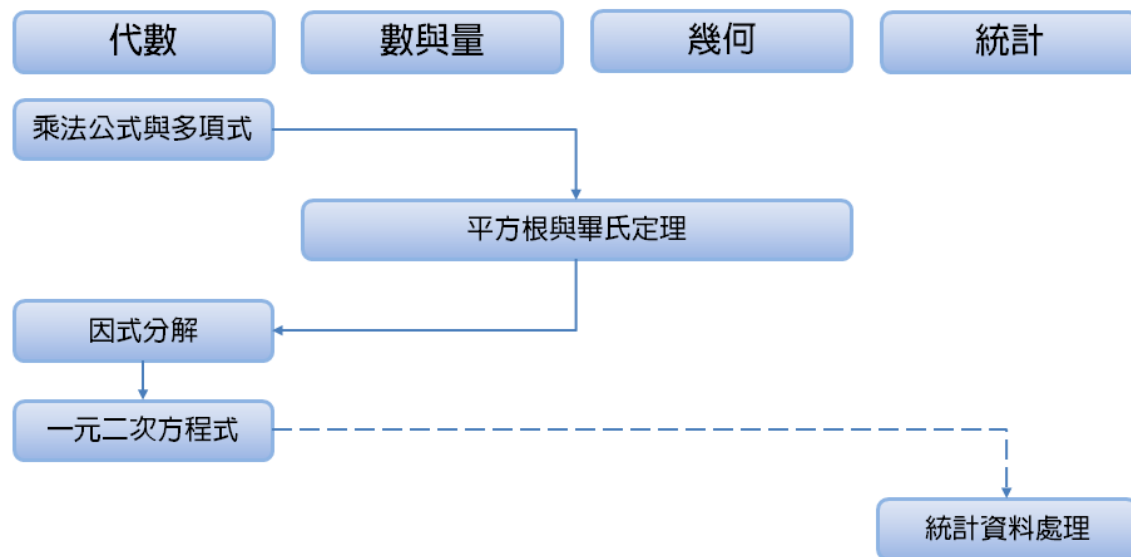 代數
數與量
幾何
統計
乘法公式與多項式
平方根與畢氏定理
因式分解
一元二次方程式
統計資料處理